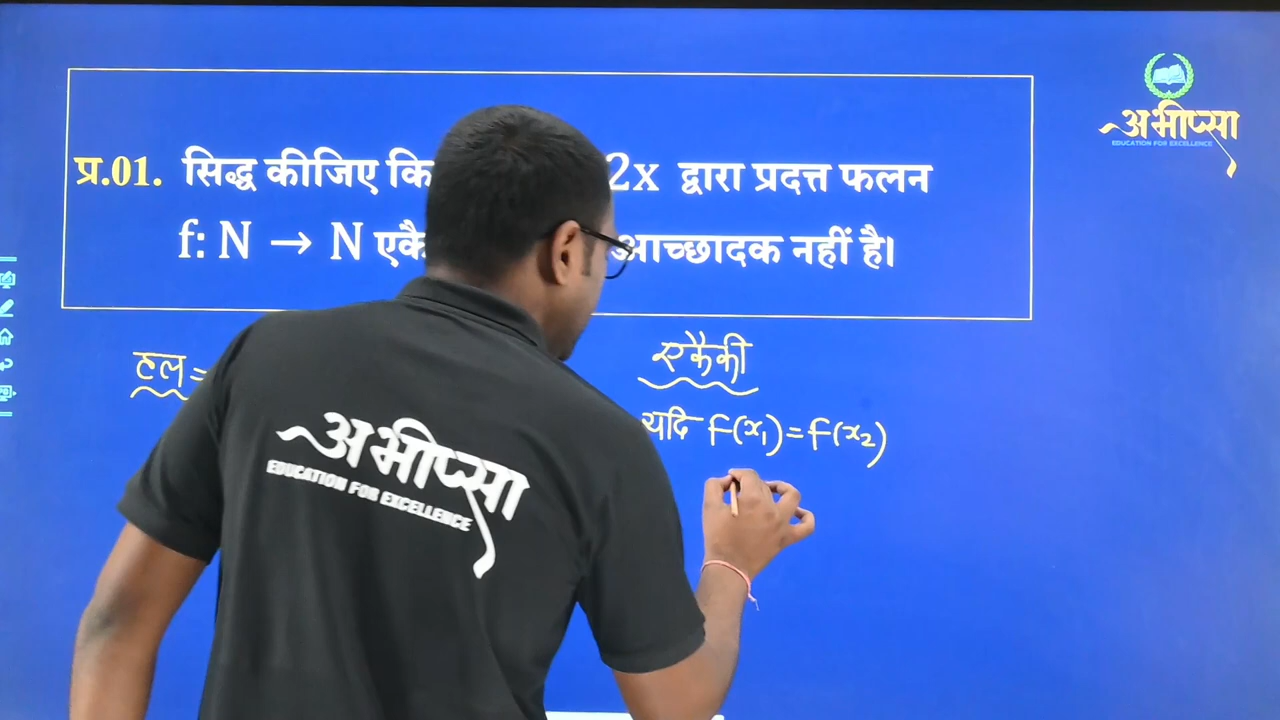 प्र.01. सिद्ध कीजिए कि 2x द्वारा प्रदत्त फलन
f: N → N आच्छादक नहीं है।
अभीप्सा
EDUCATION FOR EXCELLENCE
हल =
एकैकी
यदि f(x₁)=f(x₂)
अभीप्सा
EDUCATION FOR EXCELLENCE